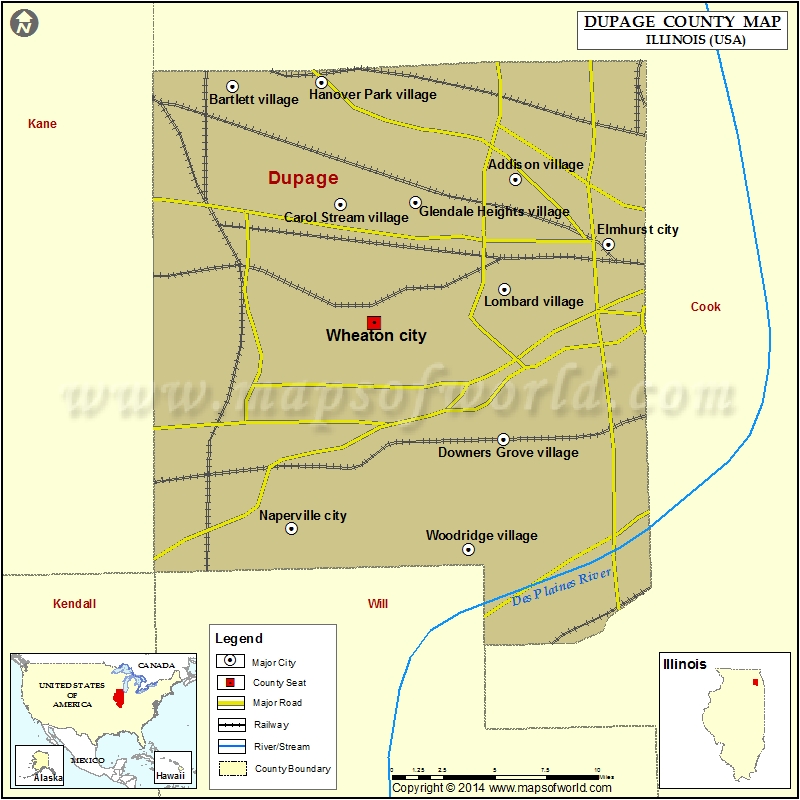 N
DUPAGE COUNTY MAP
ILLINOIS (USA)
Bartlett village
Hanover Park village
Kane
Addison village
Dupage
Carol Stream village
Glendale Heights village
Elmhurst city
Lombard village
Cook
Wheaton city
www.mapsofworld.com
Downers Grove village
Naperville city
Woodridge village
Des Plaines River
Kendall
Will
Legend
Major City
County Seat
Major Road
Railway
River/Stream
County Boundary
CANADA
UNITED STATES
OF
AMERICA
MEXICO
Alaska
Hawaii
Illinois
0 1.25 2.5 5 7.5 10
Miles
Copyright © 2014 www.mapsofworld.com